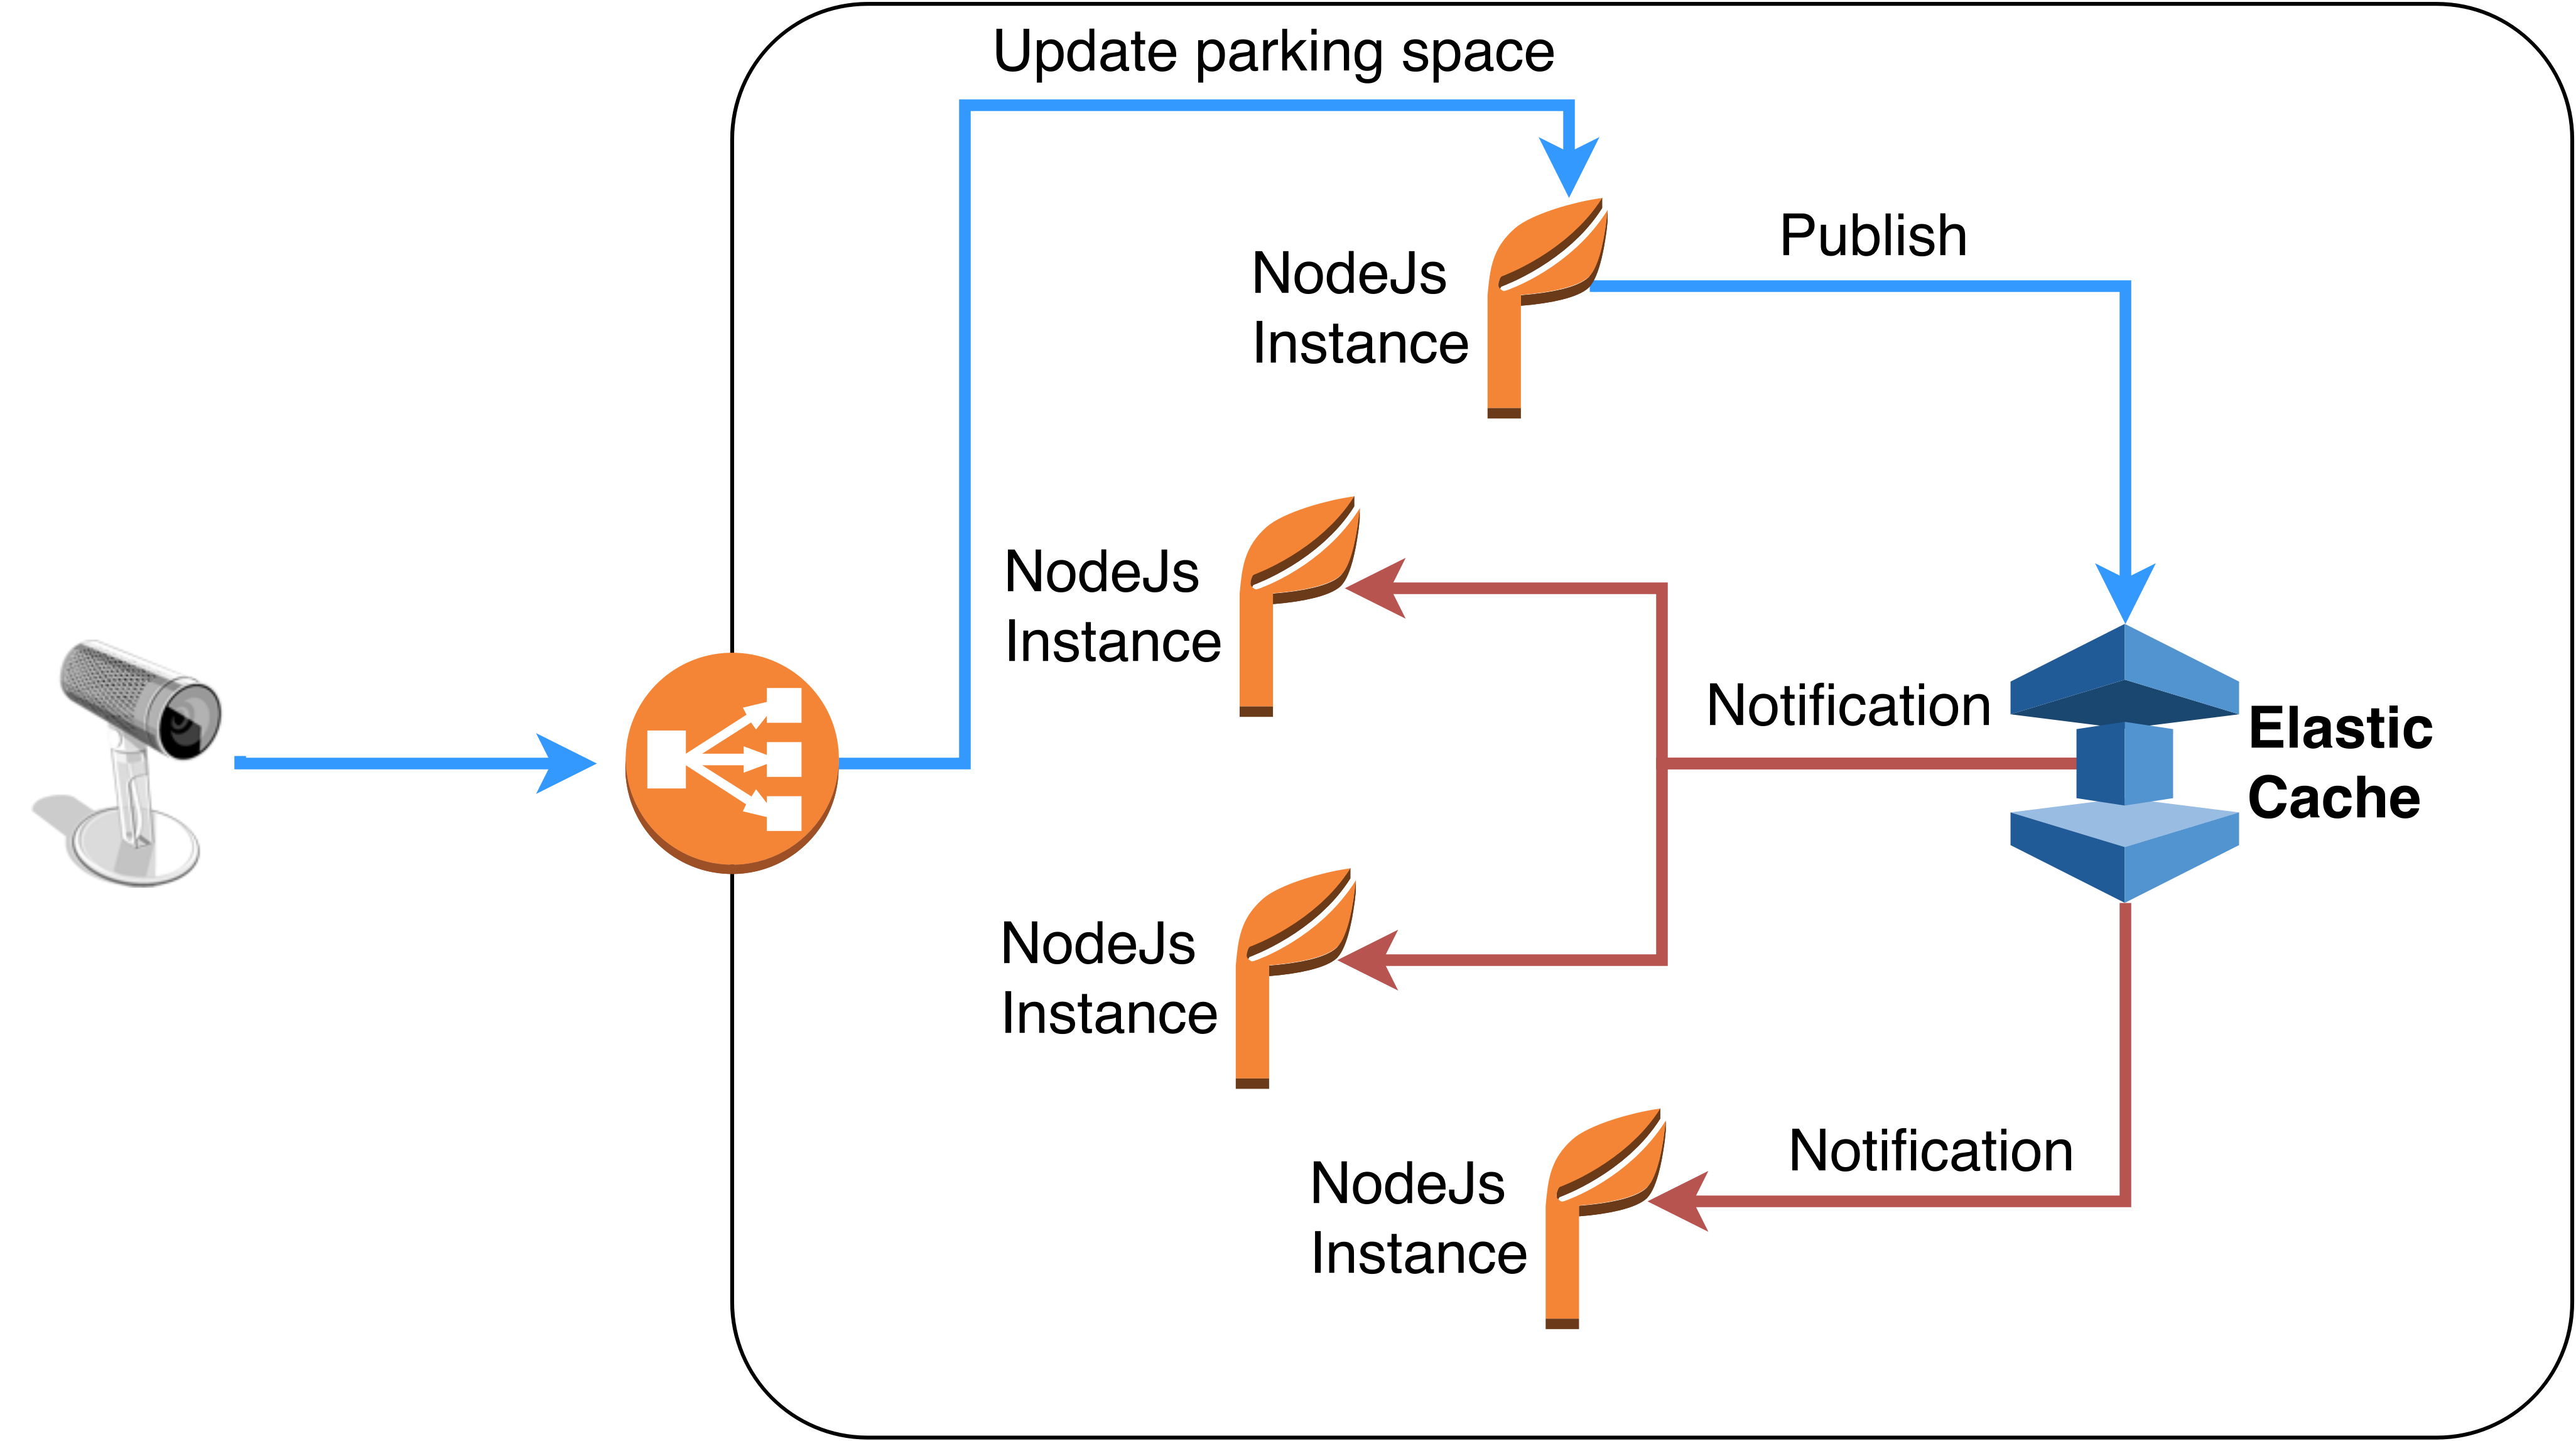 Update parking space
Publish
NodeJs
Instance
NodeJs
Instance
Notification
Elastic
Cache
NodeJs
Instance
Notification
NodeJs
Instance